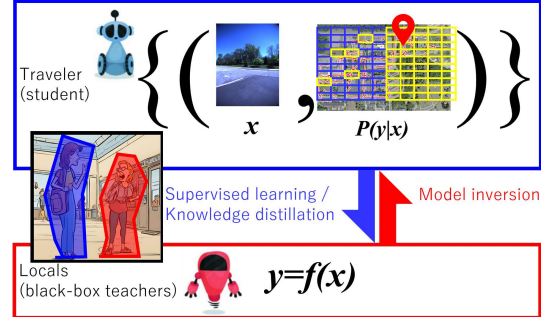 Traveler
(student)
{ ( , ) }
x
P(y|x)
Supervised learning /
Knowledge distillation
Model inversion
Locals
(black-box teachers)
y=f(x)